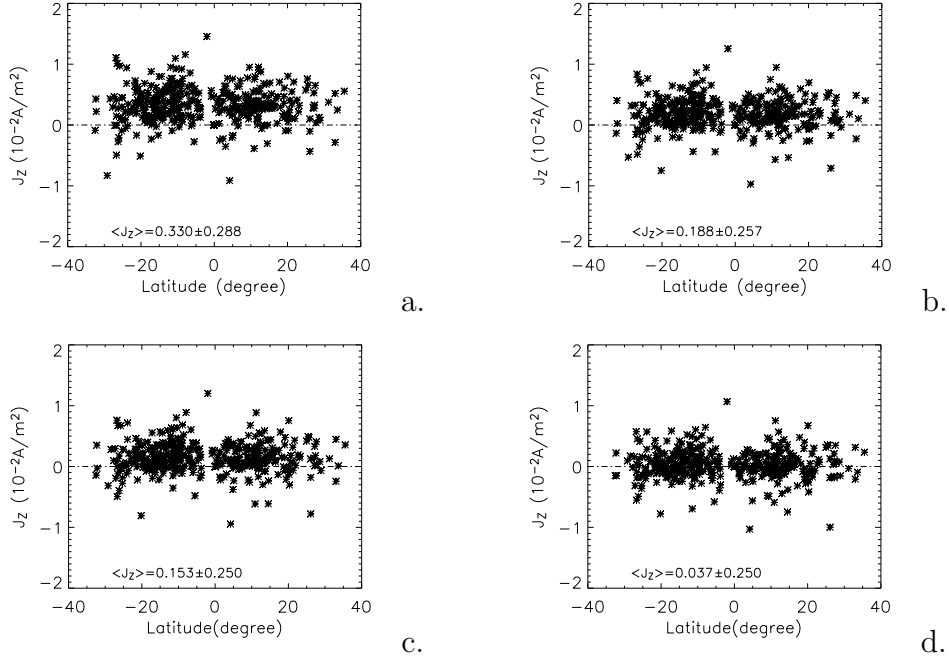 2
1
0
−1
−2
J_Z (10^−2A/m^2)
<J_Z>=0.330±0.288
−40 −20 0 20 40
Latitude (degree)
a.
2
1
0
−1
−2
J_Z (10^−2A/m^2)
<J_Z>=0.188±0.257
−40 −20 0 20 40
Latitude (degree)
b.
2
1
0
−1
−2
J_Z (10^−2A/m^2)
<J_Z>=0.153±0.250
−40 −20 0 20 40
Latitude(degree)
c.
2
1
0
−1
−2
J_Z (10^−2A/m^2)
<J_Z>=0.037±0.250
−40 −20 0 20 40
Latitude(degree)
d.